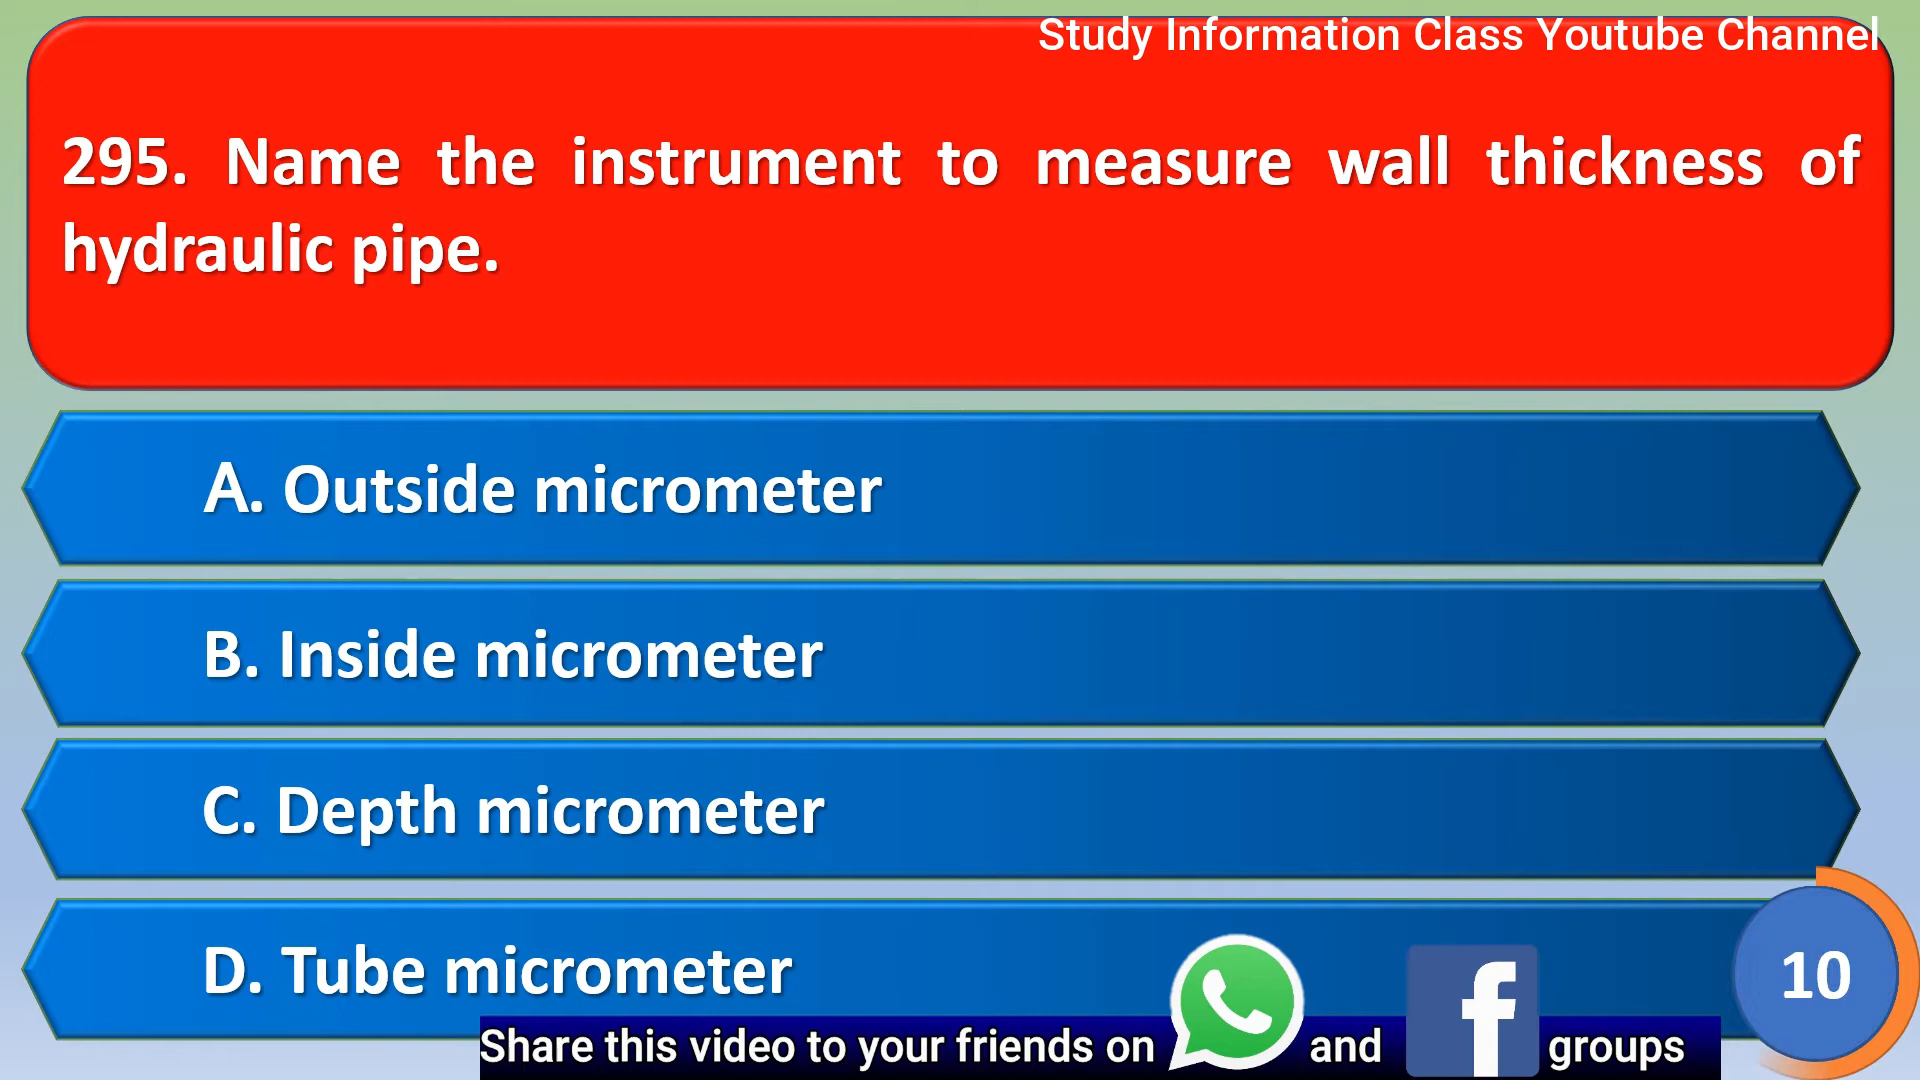 Study Information Class Youtube Channel
295. Name the instrument to measure wall thickness of
hydraulic pipe.
A. Outside micrometer
B. Inside micrometer
C. Depth micrometer
D. Tube micrometer
10
Share this video to your friends on and f groups